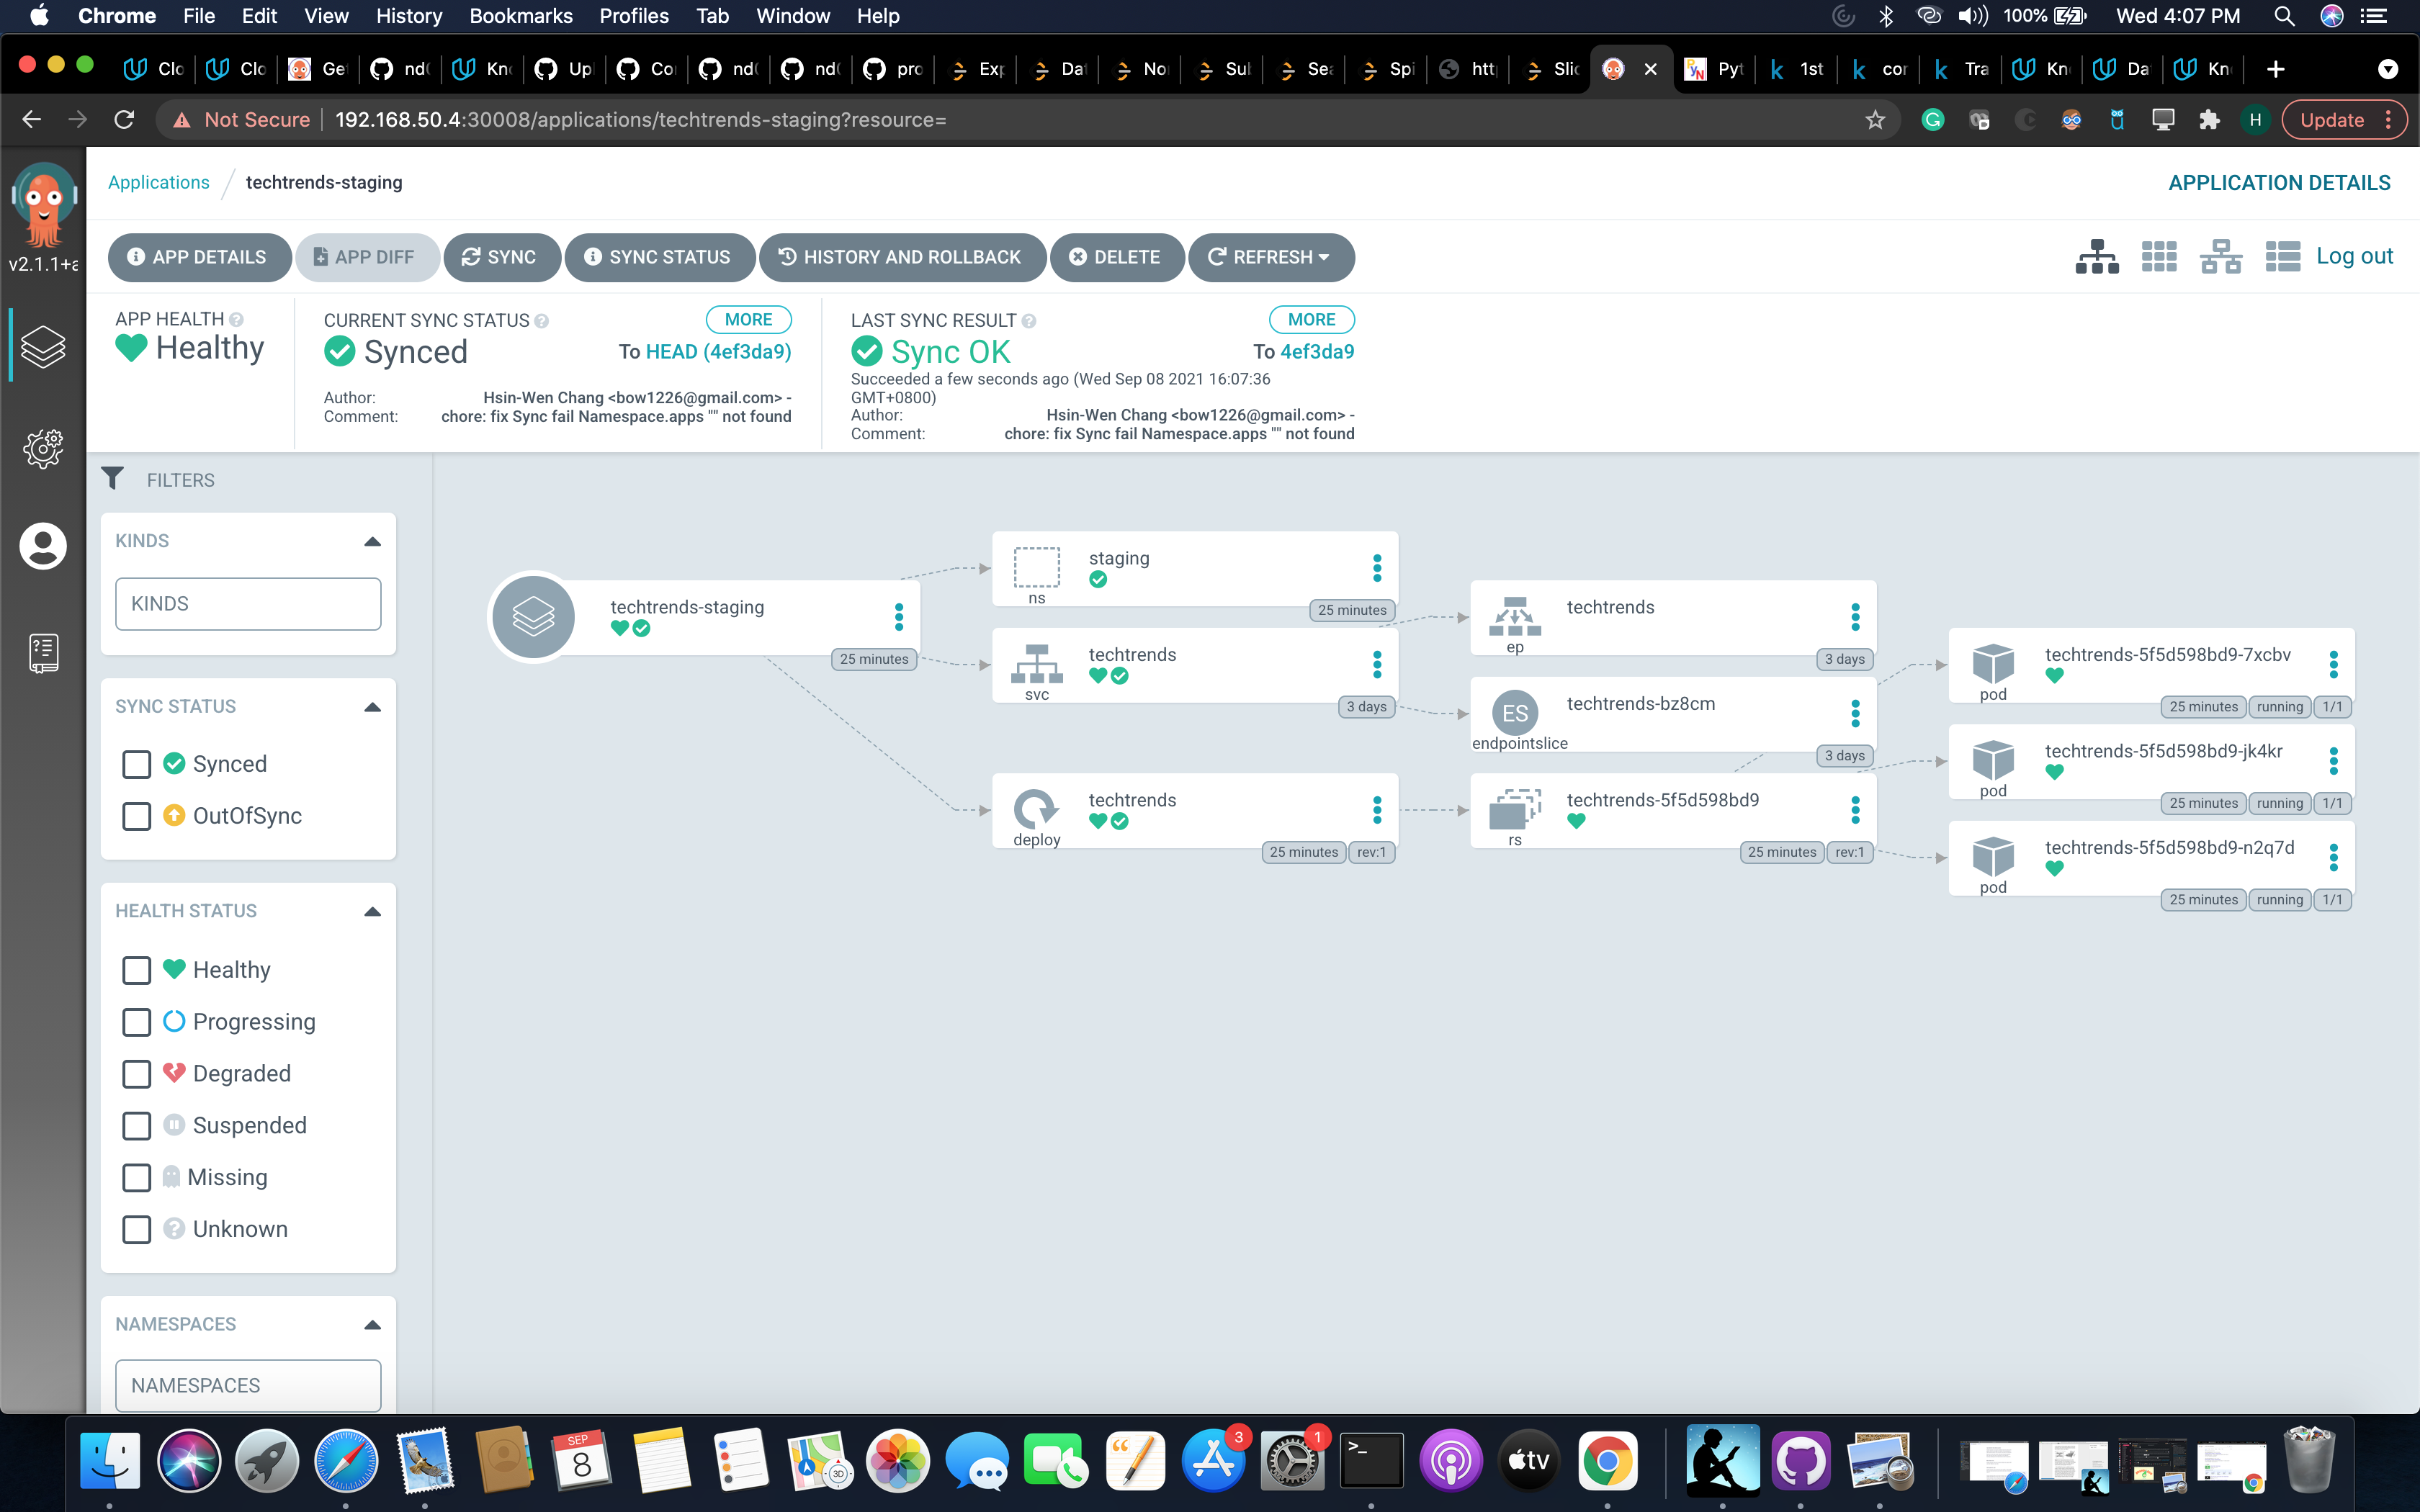 Chrome File Edit View History Bookmarks Profiles Tab Window Help 100% Wed 4:07 PM
Clo Clo Ge nd Kn Up Co nd nd pro Exp Da No Sub Sea Spi htt Slic Pyt 1st cor Tra Kn Da Kn
Not Secure 192.168.50.4:30008/applications/techtrends-staging?resource= H Update
Applications / techtrends-staging APPLICATION DETAILS
v2.1.1+a
APP DETAILS APP DIFF SYNC SYNC STATUS HISTORY AND ROLLBACK DELETE REFRESH Log out
APP HEALTH
Healthy
CURRENT SYNC STATUS MORE
Synced To HEAD (4ef3da9)
Author: Hsin-Wen Chang <bow1226@gmail.com> -
Comment: chore: fix Sync fail Namespace.apps "" not found
LAST SYNC RESULT MORE
Sync OK To 4ef3da9
Succeeded a few seconds ago (Wed Sep 08 2021 16:07:36
GMT+0800)
Author: Hsin-Wen Chang <bow1226@gmail.com> -
Comment: chore: fix Sync fail Namespace.apps "" not found
FILTERS
KINDS
KINDS
SYNC STATUS
Synced
OutOfSync
HEALTH STATUS
Healthy
Progressing
Degraded
Suspended
Missing
Unknown
NAMESPACES
NAMESPACES
techtrends-staging
25 minutes
staging
ns
25 minutes
techtrends
svc
3 days
techtrends
deploy
25 minutes rev:1
techtrends
ep
3 days
ES techtrends-bz8cm
endpointslice
3 days
techtrends-5f5d598bd9
rs
25 minutes rev:1
techtrends-5f5d598bd9-7xcbv
pod
25 minutes running 1/1
techtrends-5f5d598bd9-jk4kr
pod
25 minutes running 1/1
techtrends-5f5d598bd9-n2q7d
pod
25 minutes running 1/1
SEP
8
3D
3
1
>_
tv